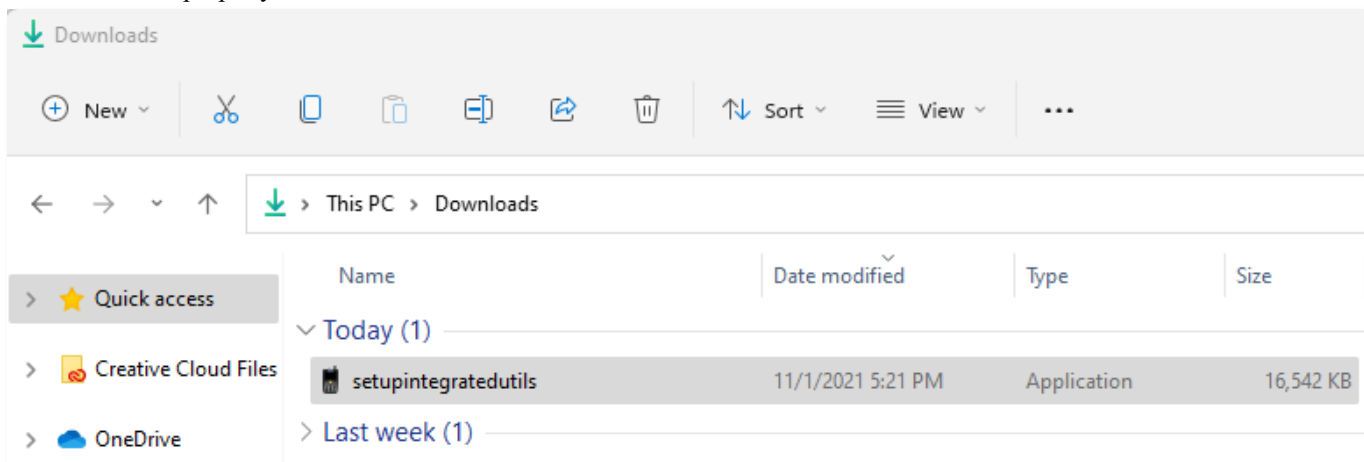 Downloads
New Sort View ...
This PC > Downloads
Name Date modified Type Size
Quick access
Today (1)
Creative Cloud Files
setupintegratedutils 11/1/2021 5:21 PM Application 16,542 KB
OneDrive
Last week (1)